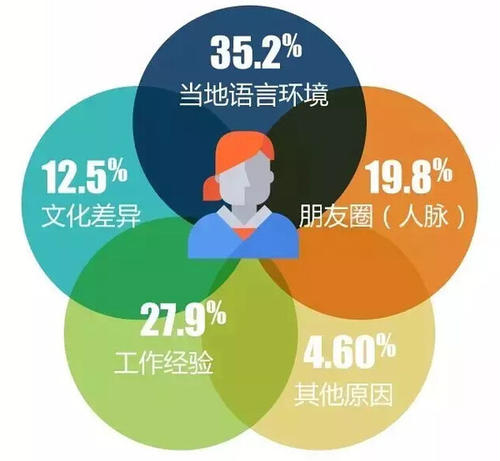 35.2%
当地语言环境
12.5%
文化差异
19.8%
朋友圈（人脉）
27.9%
工作经验
4.60%
其他原因